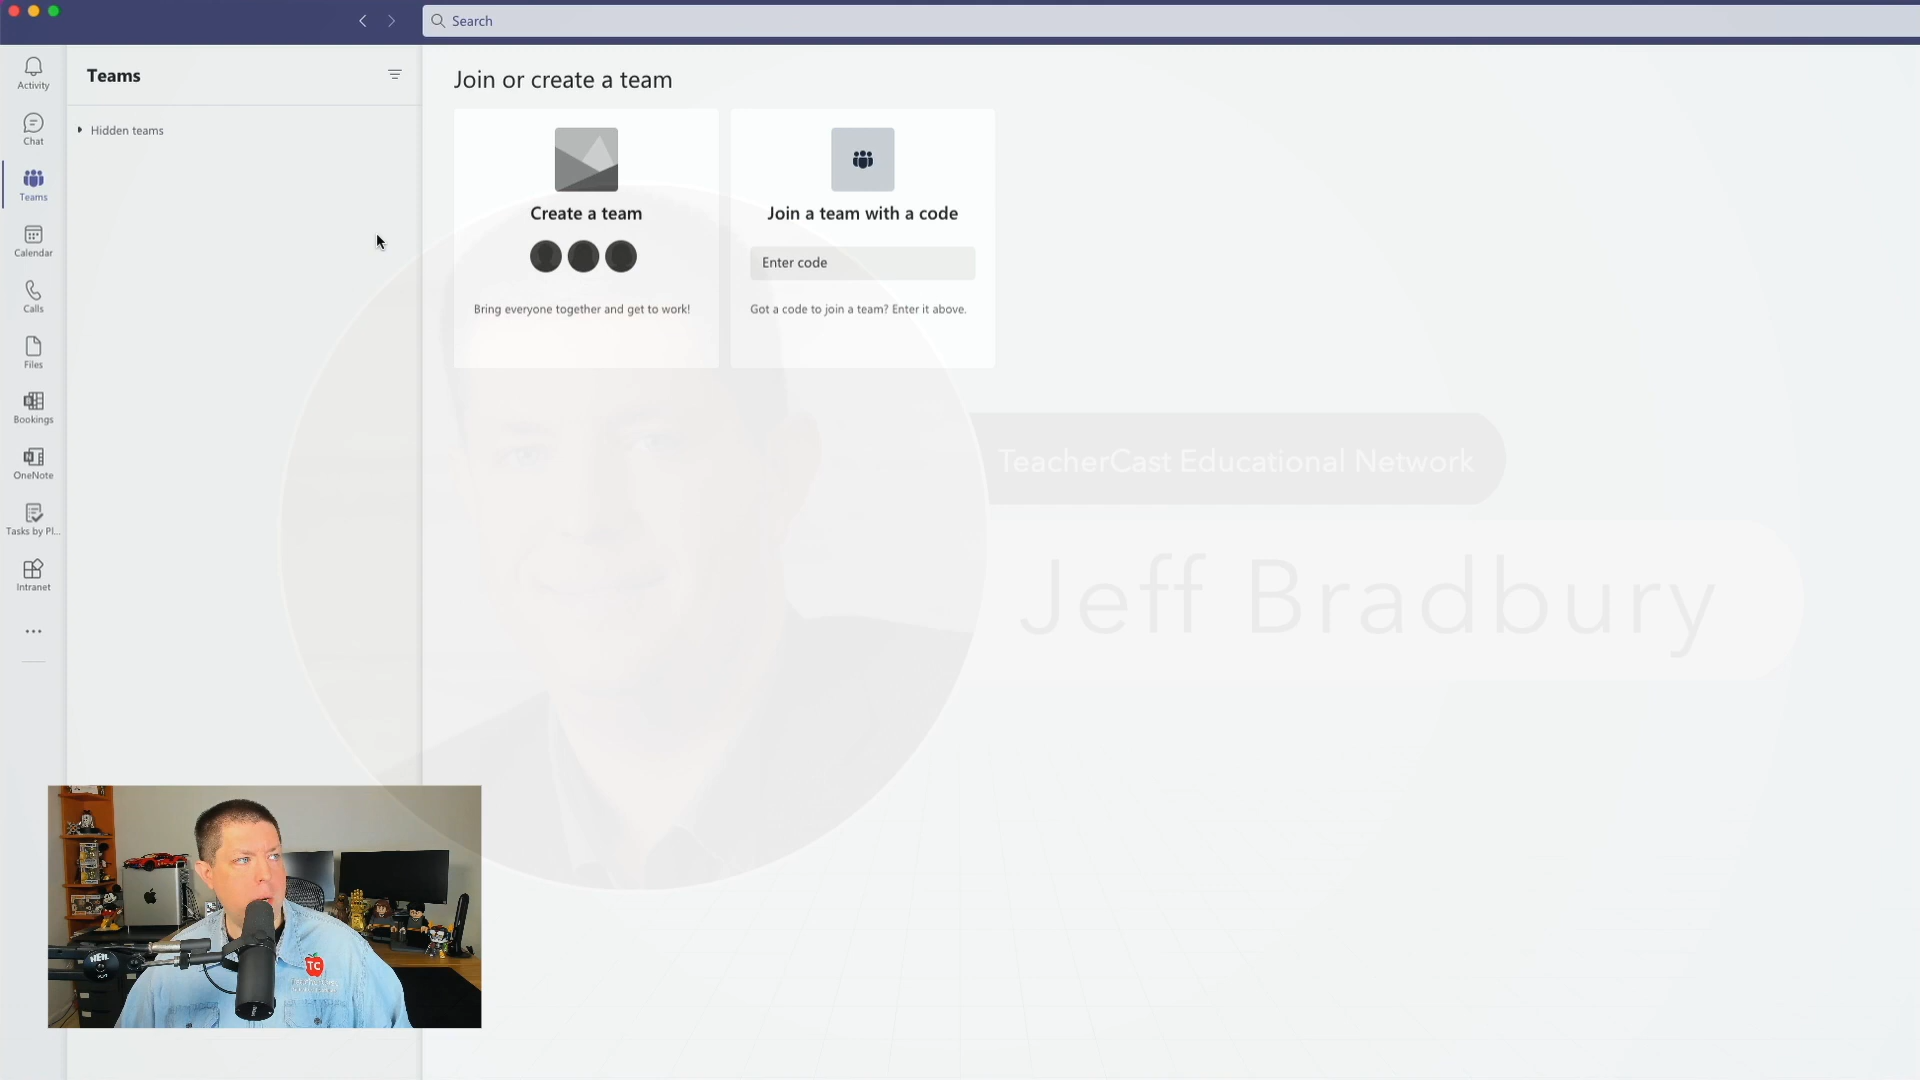 Search
Activity
Chat
Teams
Calendar
Calls
Files
Bookings
OneNote
Tasks by Pl...
Intranet
Teams
Hidden teams
Join or create a team
Create a team
Bring everyone together and get to work!
Join a team with a code
Enter code
Got a code to join a team? Enter it above.
TeacherCast Educational Network
Jeff Bradbury
HEIL
TC